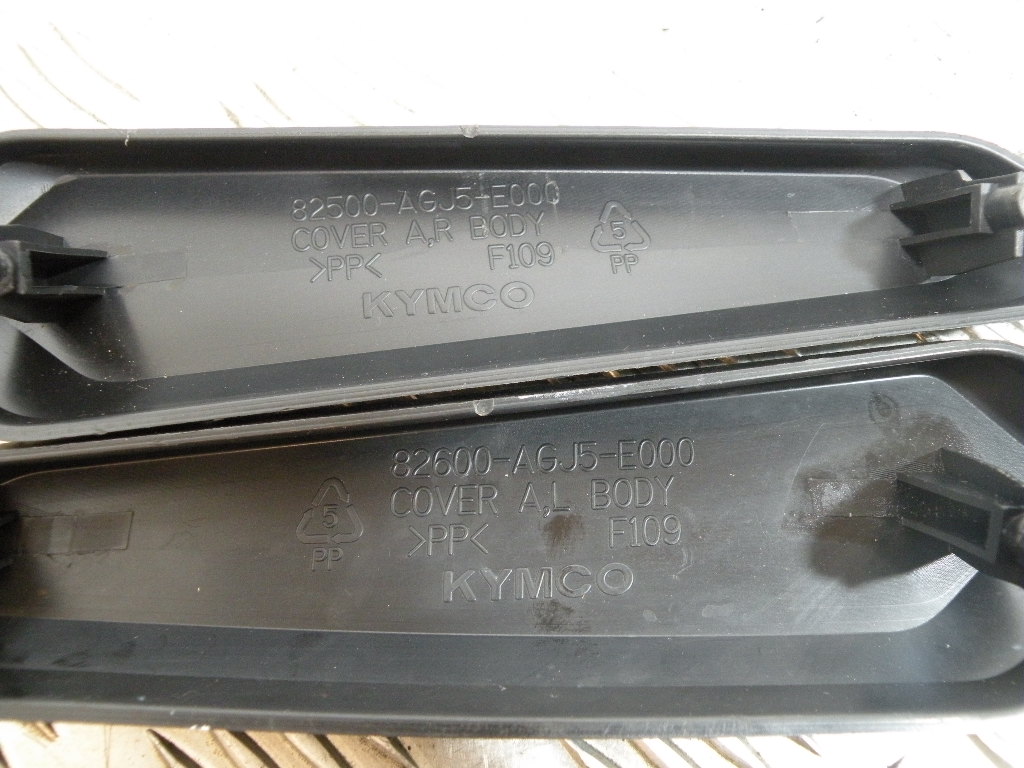 82500-AGJ5-E000
COVER A,R BODY
>PP< F109
KYMCO
5
PP
82600-AGJ5-E000
COVER A,L BODY
>PP< F109
KYMCO
5
PP